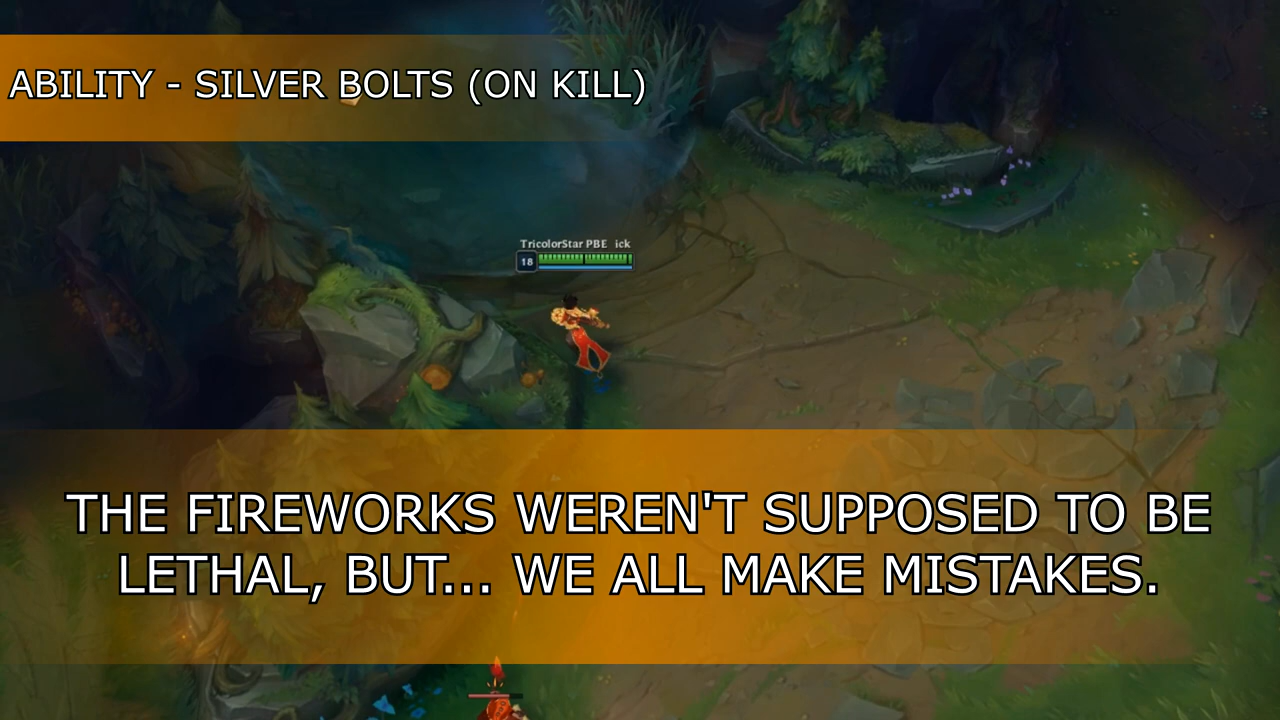 ABILITY - SILVER BOLTS (ON KILL)
TricolorStar PBE ick
18
THE FIREWORKS WEREN'T SUPPOSED TO BE
LETHAL, BUT... WE ALL MAKE MISTAKES.